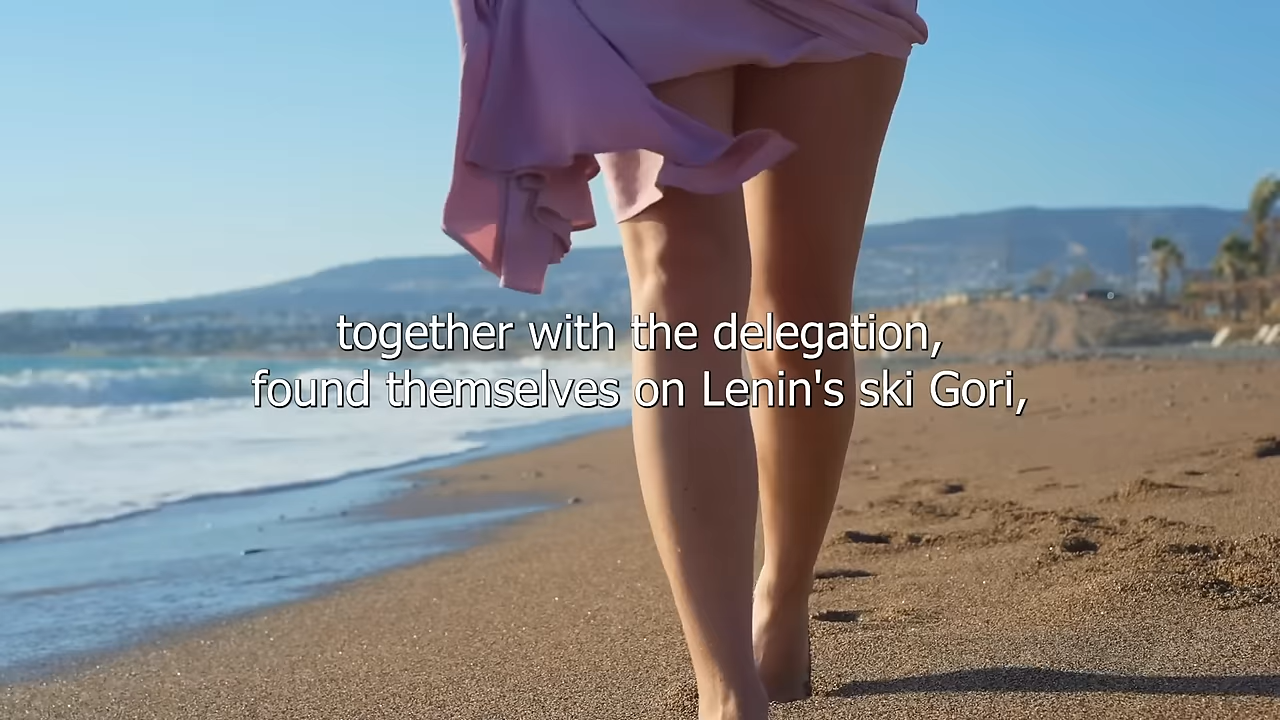 together with the delegation,
found themselves on Lenin's ski Gori,